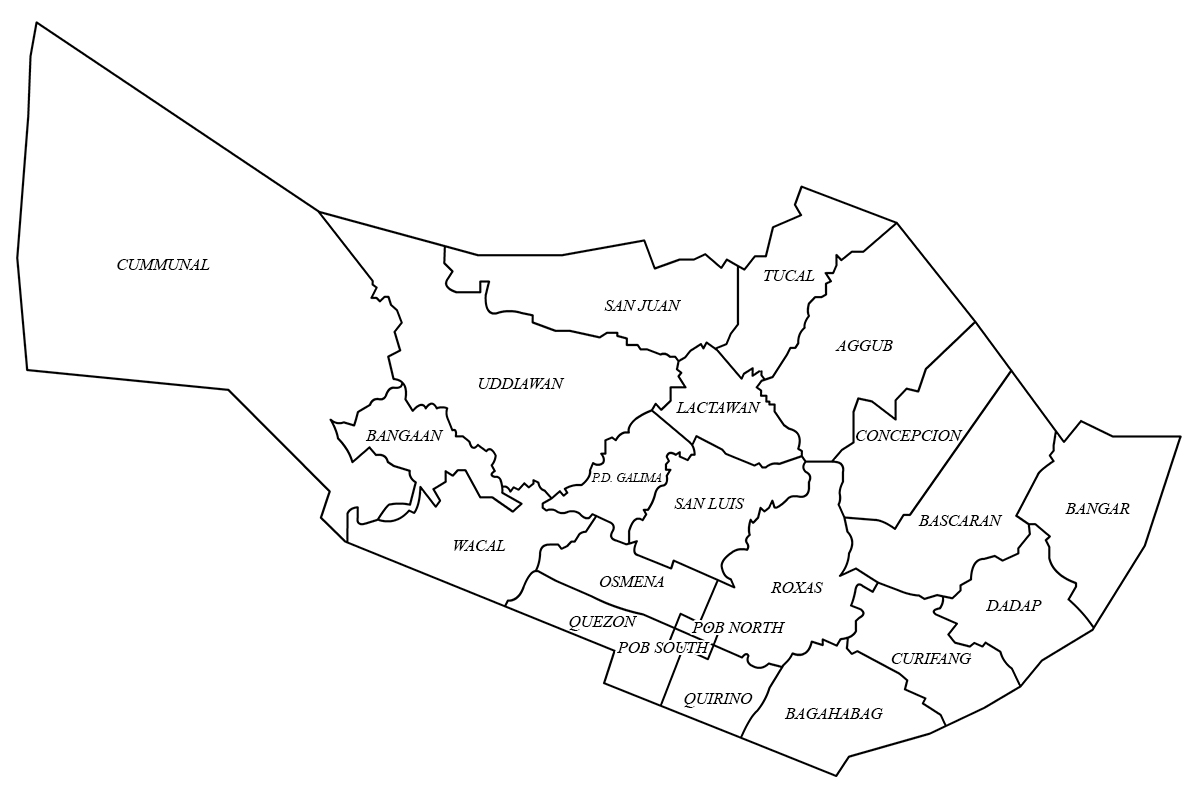 CUMMUNAL
TUCAL
SAN JUAN
AGGUB
UDDIAWAN
LACTAWAN
BANGAAN
CONCEPCION
P.D. GALIMA
SAN LUIS
BANGAR
BASCARAN
WACAL
OSMENA
ROXAS
DADAP
QUEZON
POB NORTH
POB SOUTH
CURIFANG
QUIRINO
BAGAHABAG